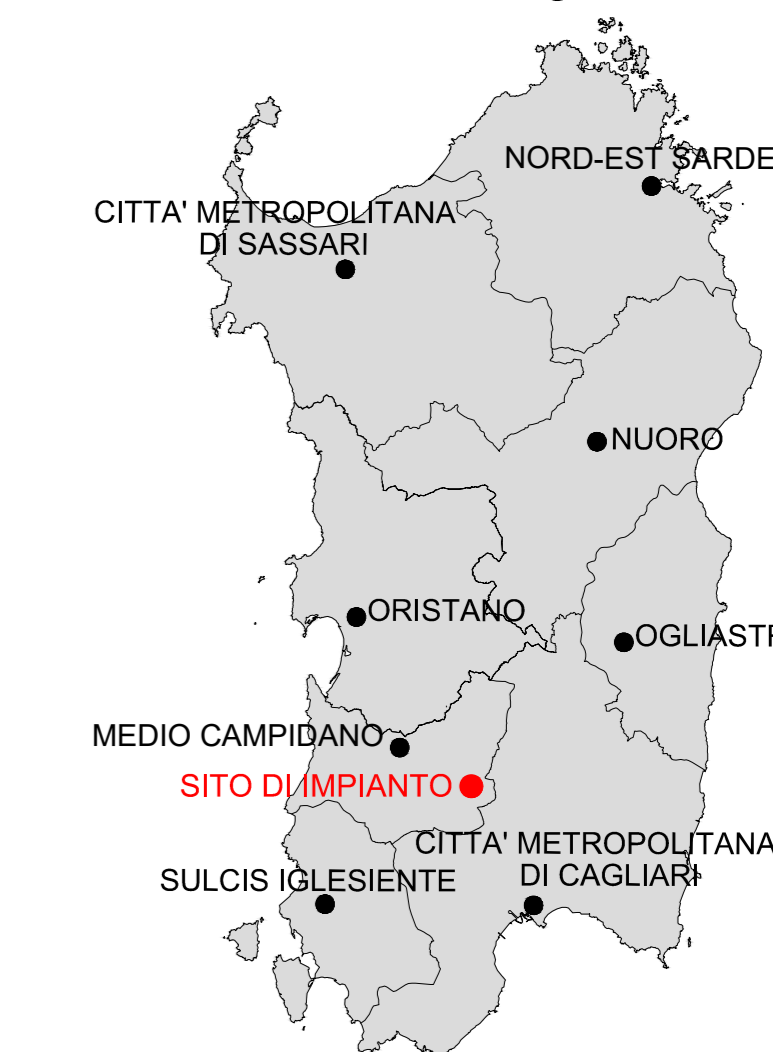 NORD-EST SARDE
CITTA' METROPOLITANA
DI SASSARI
NUORO
ORISTANO
OGLIAST
MEDIO CAMPIDANO
SITO DI IMPIANTO
CITTA' METROPOLITANA
DI CAGLIARI
SULCIS IGLESIENTE